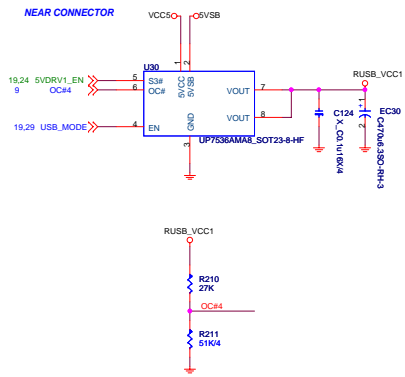 NEAR CONNECTOR
VCC5 5VSB
RUSB_VCC1
U30
1 2
19,24 5VDRV1_EN 5 S3# 5VCC 5VSB VOUT 7
9 OC#4 6 OC#
19,29 USB_MODE 4 EN GND VOUT 8
3
UP7536AMA8_SOT23-8-HF
C124
X_C0.1u16X/4
1 + 2
EC30
C470u6.3SO-RH-3
RUSB_VCC1
R210
27K
OC#4
R211
51K/4